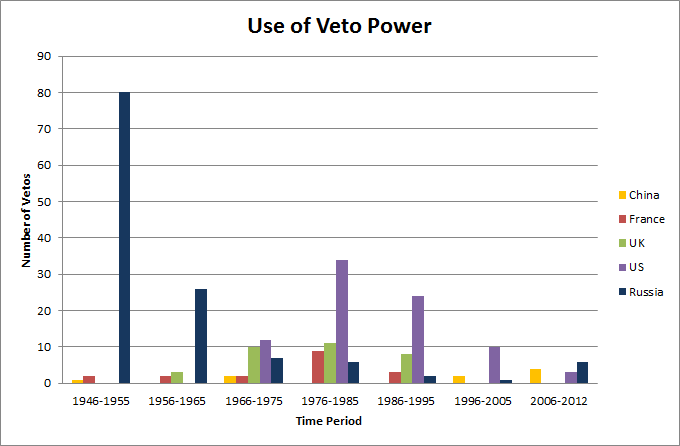 Use of Veto Power
90
80
70
60
50
40
30
20
10
0
Number of Vetos
1946-1955 1956-1965 1966-1975 1976-1985 1986-1995 1996-2005 2006-2012
Time Period
China
France
UK
US
Russia